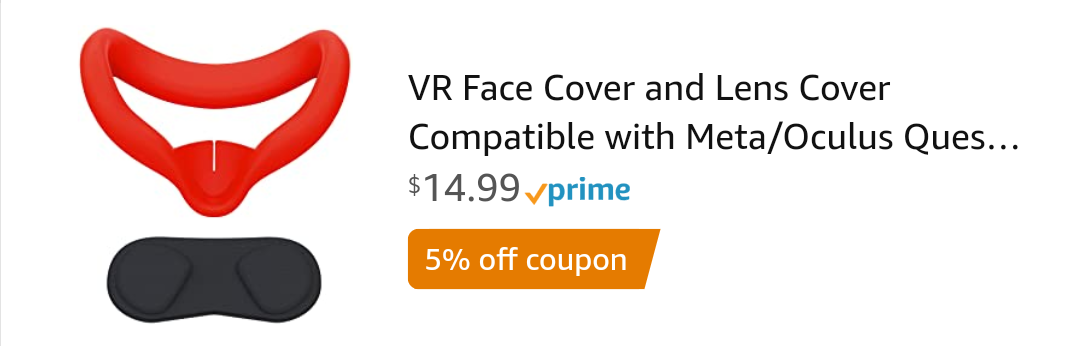 VR Face Cover and Lens Cover
Compatible with Meta/Oculus Ques...
$14.99 prime
5% off coupon